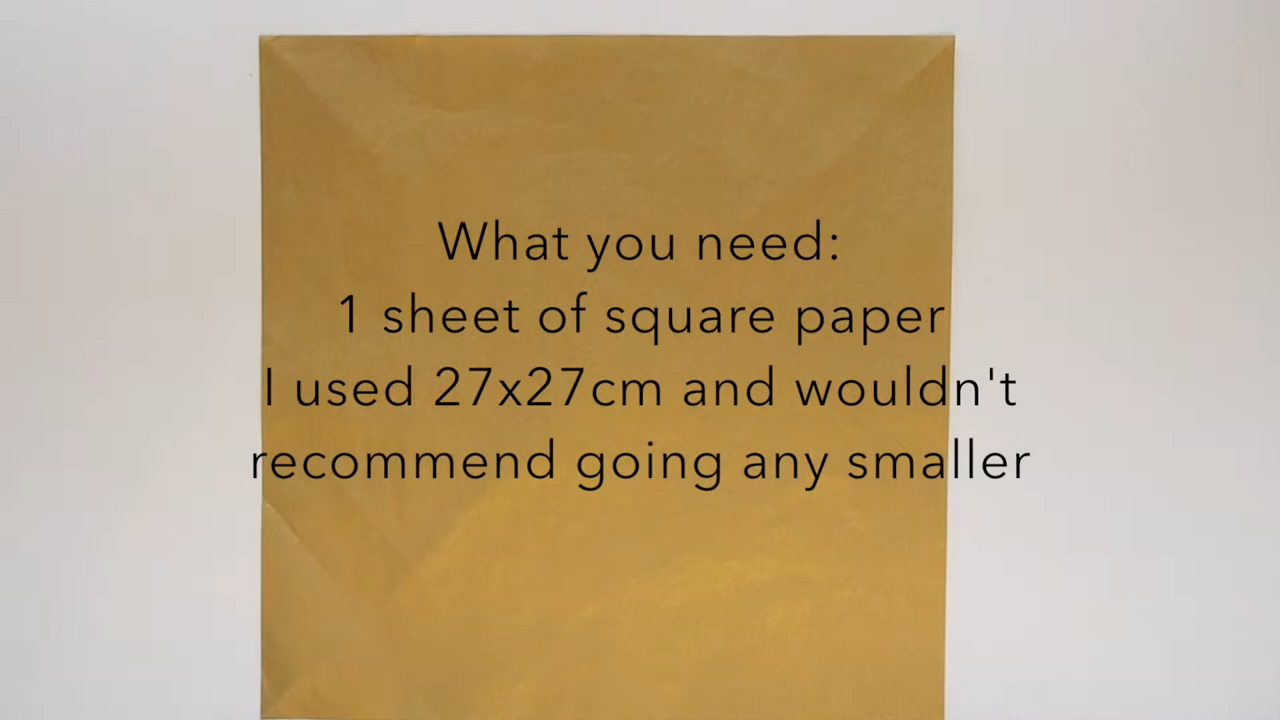 What you need:
1 sheet of square paper
I used 27x27cm and wouldn't
recommend going any smaller